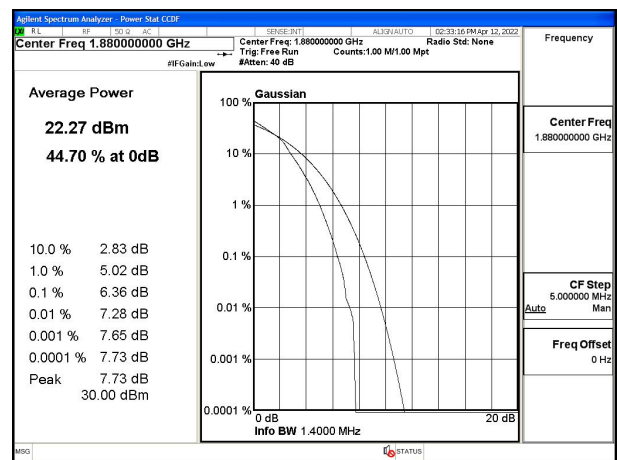 Agilent Spectrum Analyzer - Power Stat CCDF
RL RF 50 Ω AC SENSE:INT ALIGN AUTO 02:33:16 PM Apr 12, 2022
Center Freq 1.880000000 GHz
Center Freq: 1.880000000 GHz Radio Std: None
Trig: Free Run Counts:1.00 M/1.00 Mpt
#IFGain:Low #Atten: 40 dB
Frequency
Average Power
22.27 dBm
44.70 % at 0dB
10.0 % 2.83 dB
1.0 % 5.02 dB
0.1 % 6.36 dB
0.01 % 7.28 dB
0.001 % 7.65 dB
0.0001 % 7.73 dB
Peak 7.73 dB
30.00 dBm
Gaussian
100 %
10 %
1 %
0.1 %
0.01 %
0.001 %
0.0001 %
0 dB 20 dB
Info BW 1.4000 MHz
Center Freq
1.880000000 GHz
CF Step
5.000000 MHz
Auto Man
Freq Offset
0 Hz
MSG STATUS